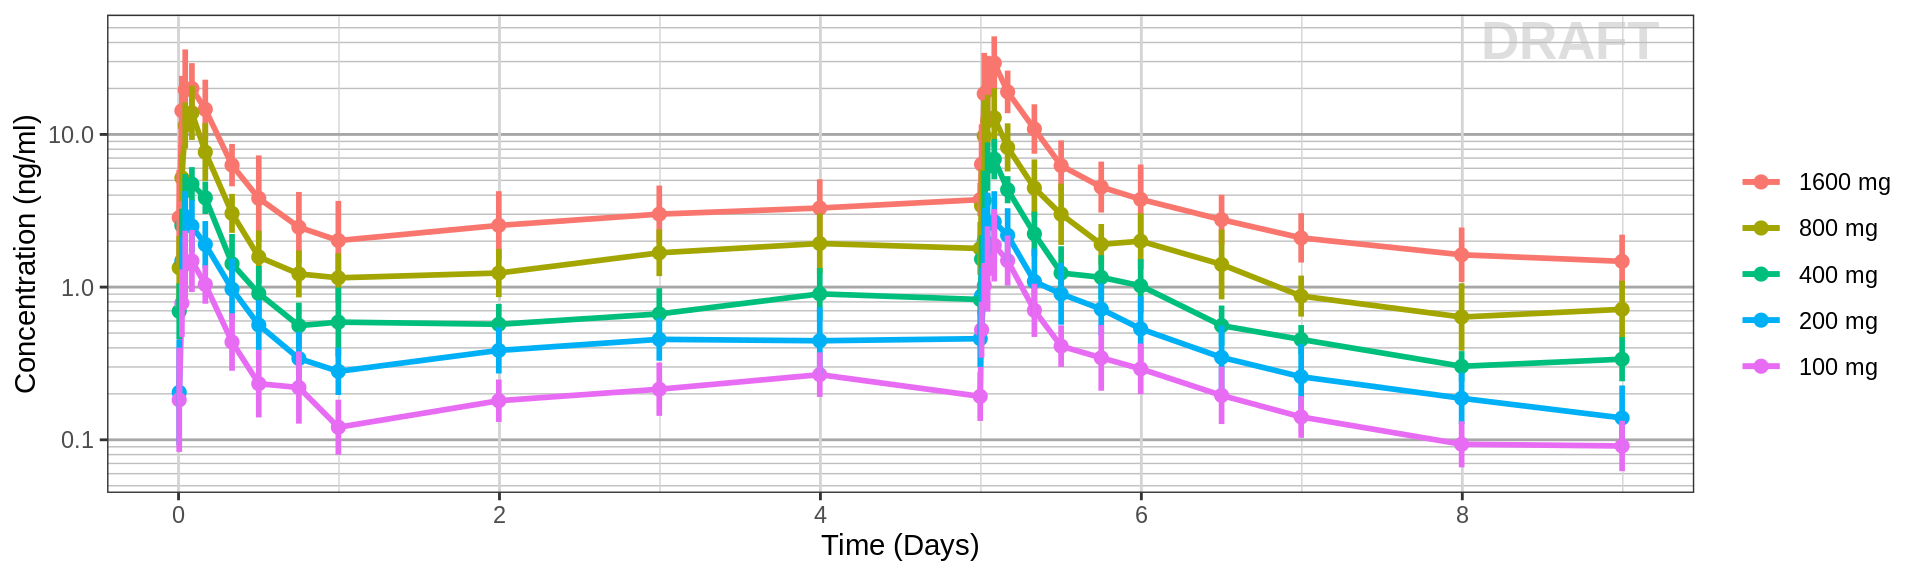 DRAFT
Concentration (ng/ml)
10.0
1.0
0.1
0 2 4 6 8
Time (Days)
1600 mg
800 mg
400 mg
200 mg
100 mg